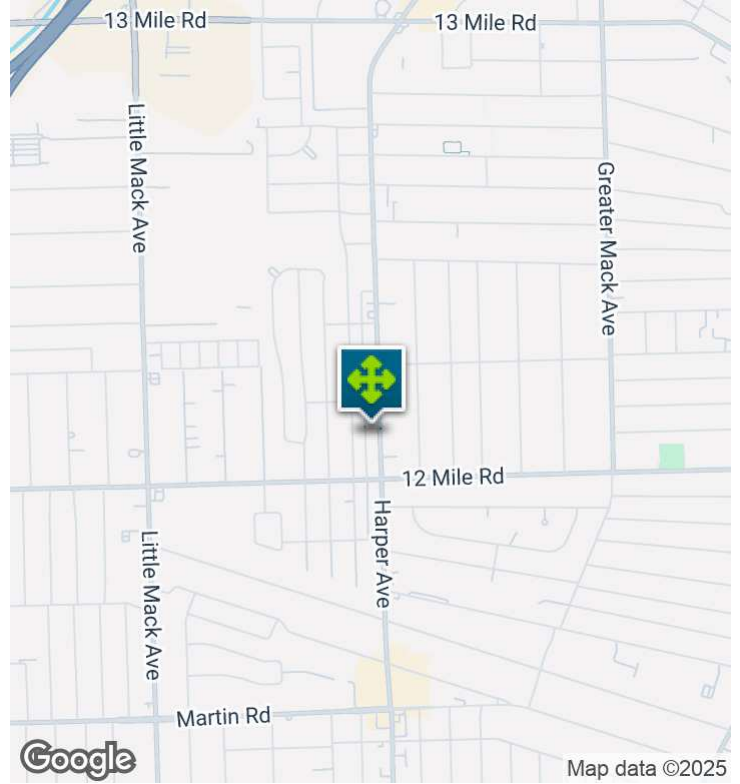 13 Mile Rd
13 Mile Rd
Little Mack Ave
Greater Mack Ave
12 Mile Rd
Harper Ave
Little Mack Ave
Martin Rd
Google
Map data ©2025